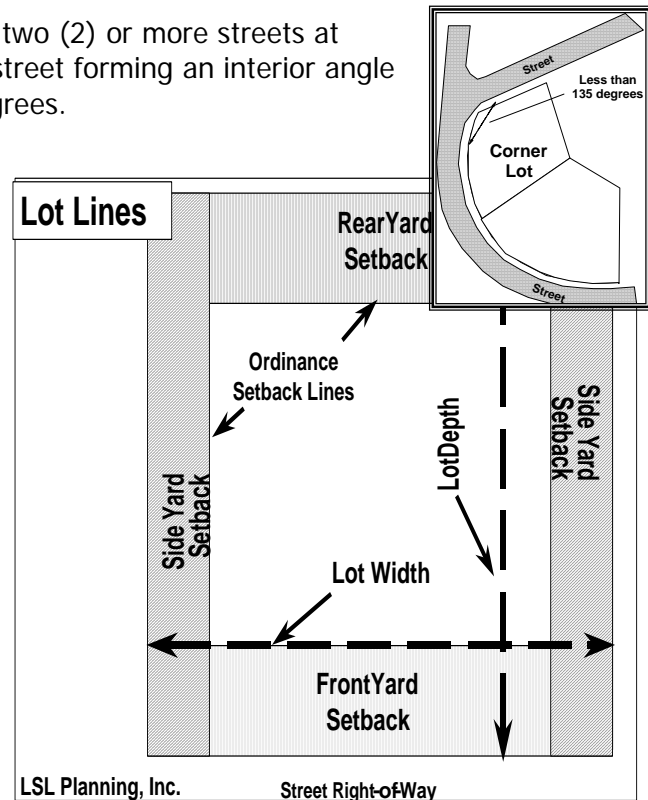 two (2) or more streets at
street forming an interior angle
grees.
Street
Less than
135 degrees
Corner
Lot
Street
Lot Lines
RearYard
Setback
Ordinance
Setback Lines
Side Yard
Setback
LotDepth
Side Yard
Setback
Lot Width
FrontYard
Setback
LSL Planning, Inc.
Street Right-of-Way